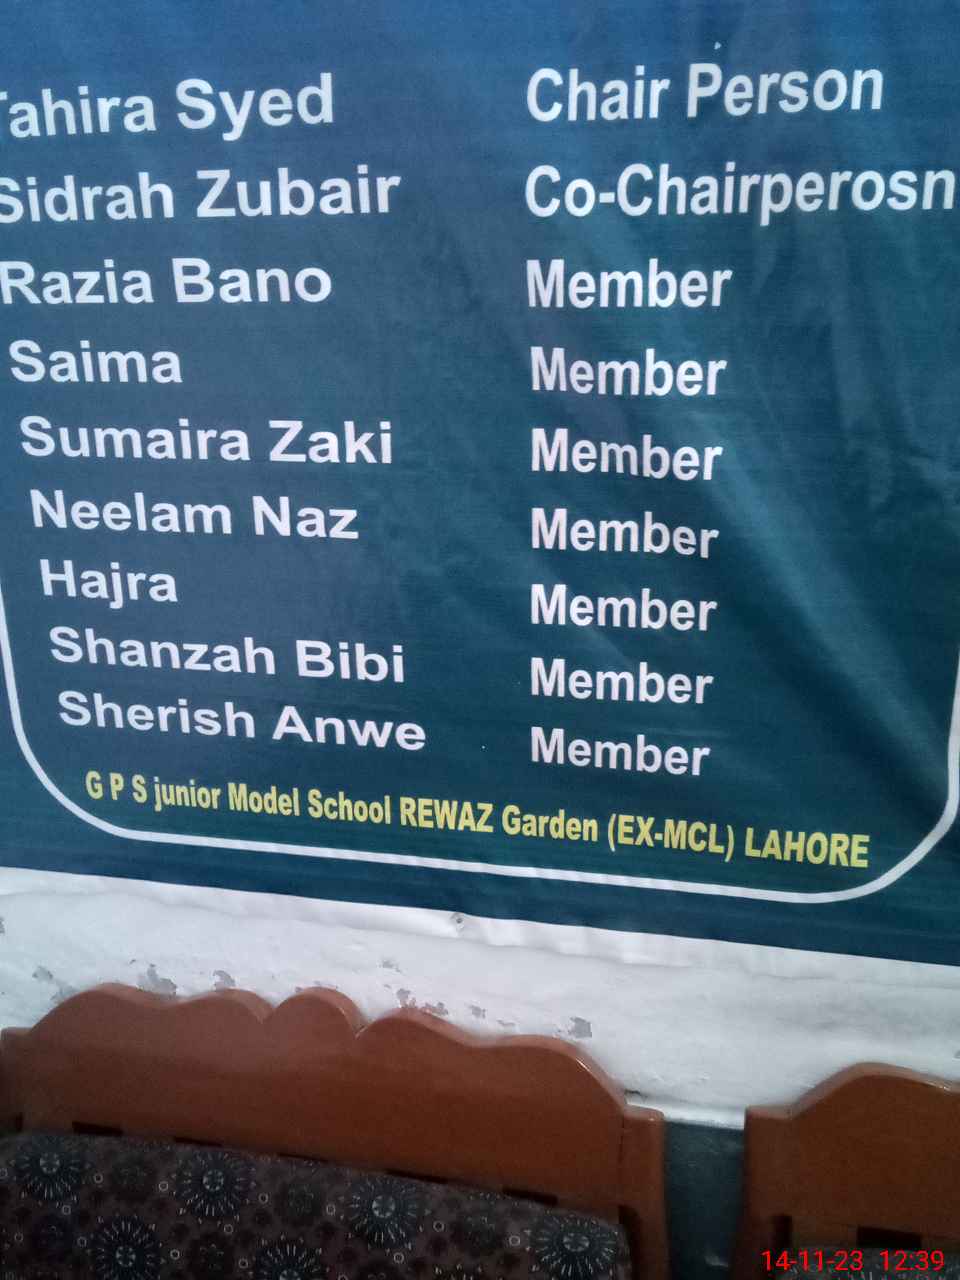 Tahira Syed Chair Person
Sidrah Zubair Co-Chairperosn
Razia Bano Member
Saima Member
Sumaira Zaki Member
Neelam Naz Member
Hajra Member
Shanzah Bibi Member
Sherish Anwe Member
G P S junior Model School REWAZ Garden (EX-MCL) LAHORE
14-11-23 12:39